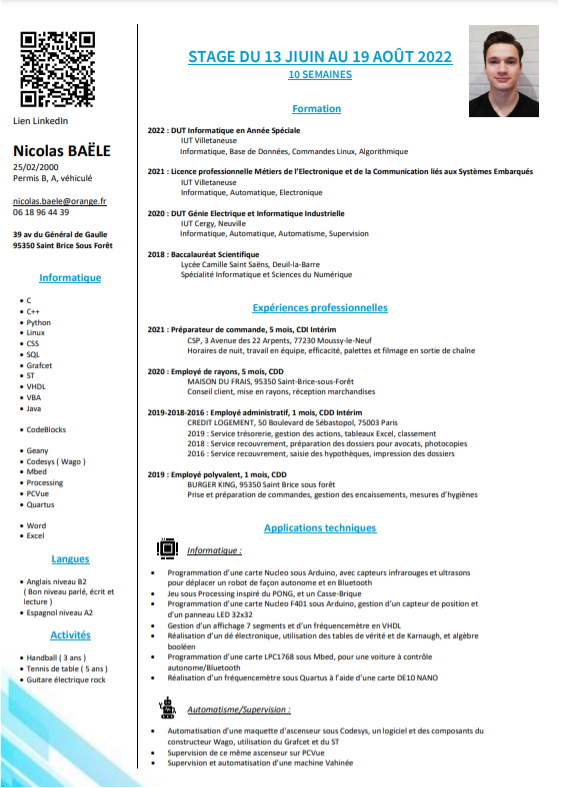 Lien LinkedIn
Nicolas BAËLE
25/02/2000
Permis B, A, véhiculé
nicolas.baele@orange.fr
06 18 96 44 39
39 av du Général de Gaulle
95350 Saint Brice Sous Forêt
Informatique
• C
• C++
• Python
• Linux
• CSS
• SQL
• Grafcet
• ST
• VHDL
• VBA
• Java
• CodeBlocks
• Geany
• Codesys ( Wago )
• Mbed
• Processing
• PCVue
• Quartus
• Word
• Excel
Langues
• Anglais niveau B2
( Bon niveau parlé, écrit et
lecture )
• Espagnol niveau A2
Activités
• Handball ( 3 ans )
• Tennis de table ( 5 ans )
• Guitare électrique rock
STAGE DU 13 JIUIN AU 19 AOÛT 2022
10 SEMAINES
Formation
2022 : DUT Informatique en Année Spéciale
IUT Villetaneuse
Informatique, Base de Données, Commandes Linux, Algorithmique
2021 : Licence professionnelle Métiers de l'Electronique et de la Communication liés aux Systèmes Embarqués
IUT Villetaneuse
Informatique, Automatique, Electronique
2020 : DUT Génie Electrique et Informatique Industrielle
IUT Cergy, Neuville
Informatique, Automatique, Automatisme, Supervision
2018 : Baccalauréat Scientifique
Lycée Camille Saint Saëns, Deuil-la-Barre
Spécialité Informatique et Sciences du Numérique
Expériences professionnelles
2021 : Préparateur de commande, 5 mois, CDI Intérim
CSP, 3 Avenue des 22 Arpents, 77230 Moussy-le-Neuf
Horaires de nuit, travail en équipe, efficacité, palettes et filmage en sortie de chaîne
2020 : Employé de rayons, 5 mois, CDD
MAISON DU FRAIS, 95350 Saint-Brice-sous-Forêt
Conseil client, mise en rayons, réception marchandises
2019-2018-2016 : Employé administratif, 1 mois, CDD Intérim
CREDIT LOGEMENT, 50 Boulevard de Sébastopol, 75003 Paris
2019 : Service trésorerie, gestion des actions, tableaux Excel, classement
2018 : Service recouvrement, préparation des dossiers pour avocats, photocopies
2016 : Service recouvrement, saisie des hypothèques, impression des dossiers
2019 : Employé polyvalent, 1 mois, CDD
BURGER KING, 95350 Saint Brice sous forêt
Prise et préparation de commandes, gestion des encaissements, mesures d'hygiènes
Applications techniques
Informatique :
• Programmation d'une carte Nucleo sous Arduino, avec capteurs infrarouges et ultrasons
pour déplacer un robot de façon autonome et en Bluetooth
• Jeu sous Processing inspiré du PONG, et un Casse-Brique
• Programmation d'une carte Nucleo F401 sous Arduino, gestion d'un capteur de position et
d'un panneau LED 32x32
• Gestion d'un affichage 7 segments et d'un fréquencemètre en VHDL
• Réalisation d'un dé électronique, utilisation des tables de vérité et de Karnaugh, et algèbre
booléen
• Programmation d'une carte LPC1768 sous Mbed, pour une voiture à contrôle
autonome/Bluetooth
• Réalisation d'un fréquencemètre sous Quartus à l'aide d'une carte DE10 NANO
Automatisme/Supervision :
• Automatisation d'une maquette d'ascenseur sous Codesys, un logiciel et des composants du
constructeur Wago, utilisation du Grafcet et du ST
• Supervision de ce même ascenseur sur PCVue
• Supervision et automatisation d'une machine Vahinée